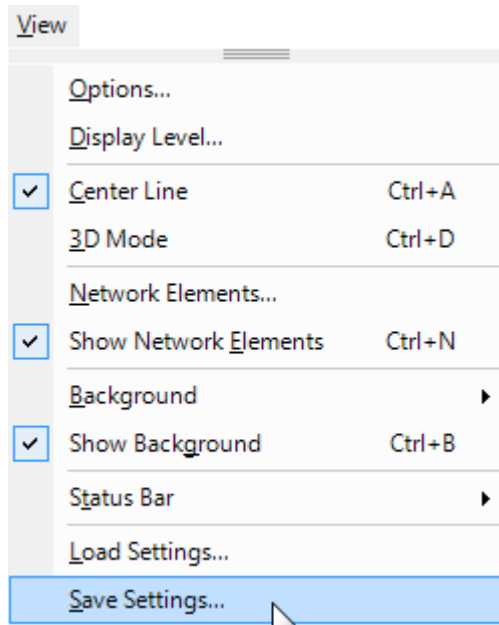 View
Options...
Display Level...
Center Line Ctrl+A
3D Mode Ctrl+D
Network Elements...
Show Network Elements Ctrl+N
Background
Show Background Ctrl+B
Status Bar
Load Settings...
Save Settings...